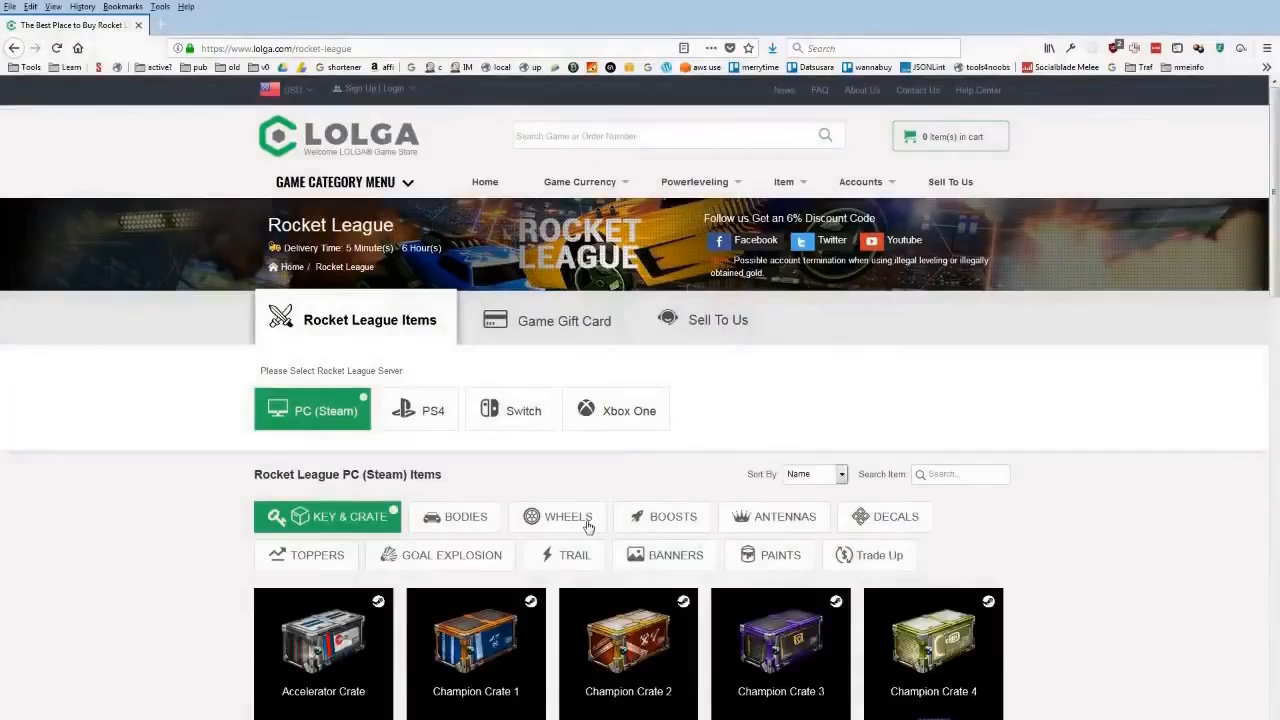 File Edit View History Bookmarks Tools Help
The Best Place to Buy Rocket
https://www.lolga.com/rocket-league
Search
Tools Learn S active? pub old v0 shortener affi c IM local up aws use merrytime Datsusara wannabuy JSONLint tools4noobs Socialblade Melee Traf nmeinfo
USD Sign Up | Login News FAQ About Us Contact Us Help Center
LOLGA
Welcome LOLGA® Game Store
Search Game or Order Number
0 Item(s) in cart
GAME CATEGORY MENU Home Game Currency Powerleveling Item Accounts Sell To Us
Rocket League
Delivery Time: 5 Minute(s) - 6 Hour(s)
Home / Rocket League
ROCKET
LEAGUE
Follow us Get an 6% Discount Code
Facebook Twitter Youtube
Possible account termination when using illegal leveling or illegally
obtained gold.
Rocket League Items Game Gift Card Sell To Us
Please Select Rocket League Server:
PC (Steam) PS4 Switch Xbox One
Rocket League PC (Steam) Items Sort By: Name Search Item: Search...
KEY & CRATE BODIES WHEELS BOOSTS ANTENNAS DECALS
TOPPERS GOAL EXPLOSION TRAIL BANNERS PAINTS Trade Up
Accelerator Crate Champion Crate 1 Champion Crate 2 Champion Crate 3 Champion Crate 4